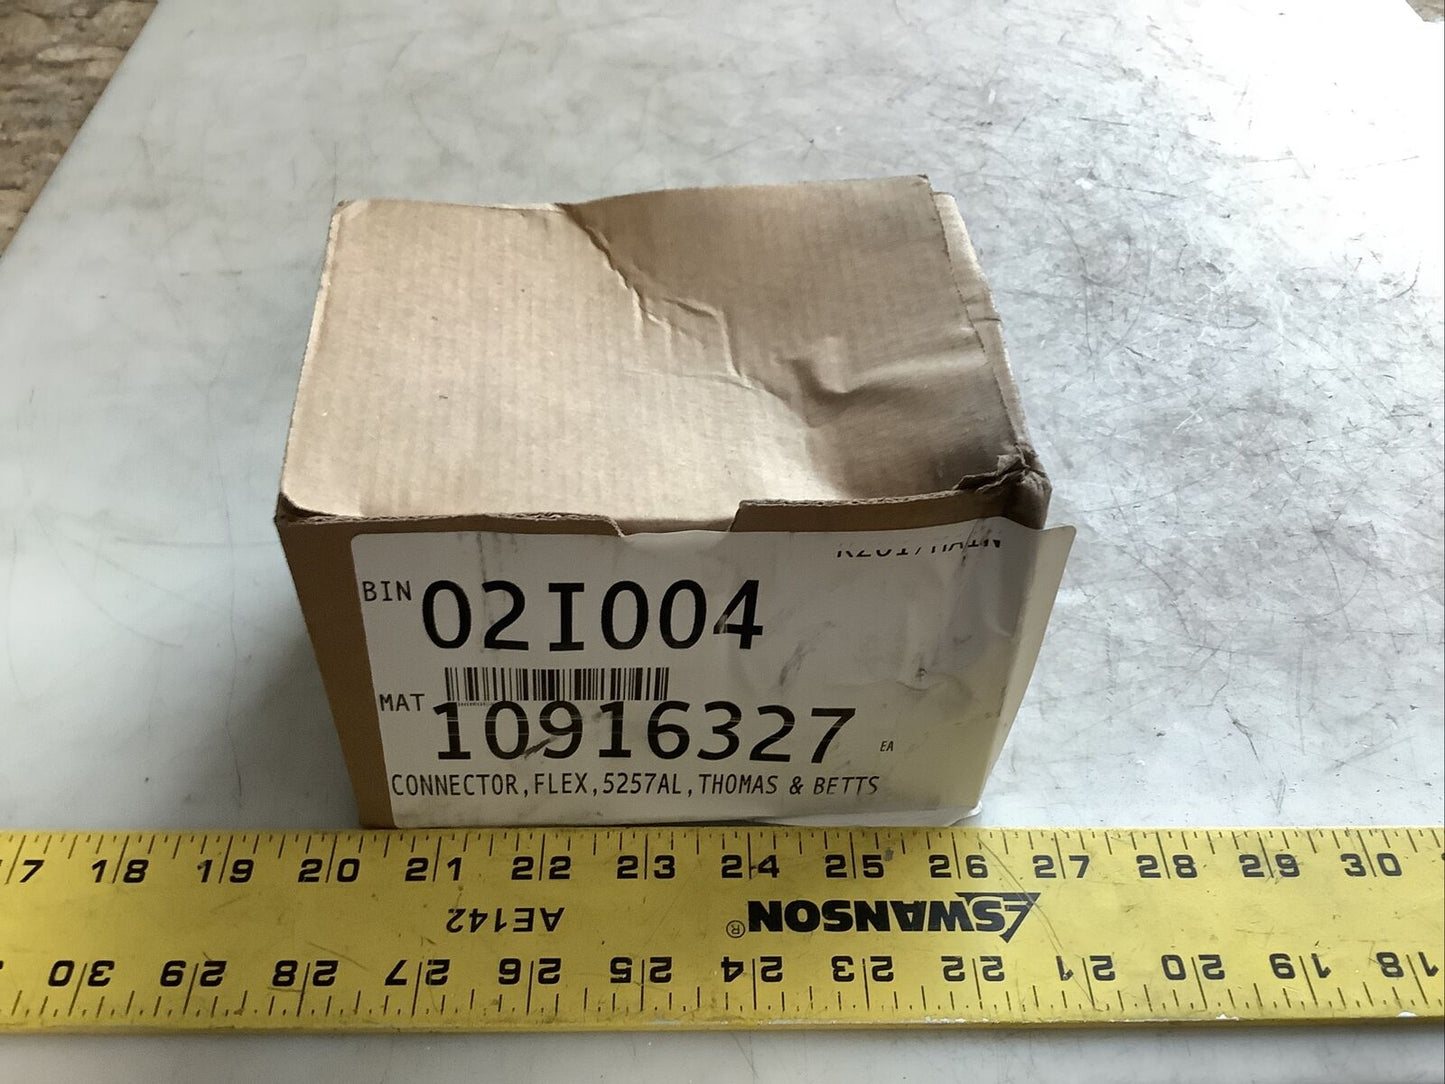 BIN 02I004
MAT 10916327 EA
CONNECTOR,FLEX,5257AL,THOMAS & BETTS
18 19 20 21 22 23 24 25 26 27 28 29 30
AE142 ®SWANSON
30 29 28 27 26 25 24 23 22 21 20 19 18